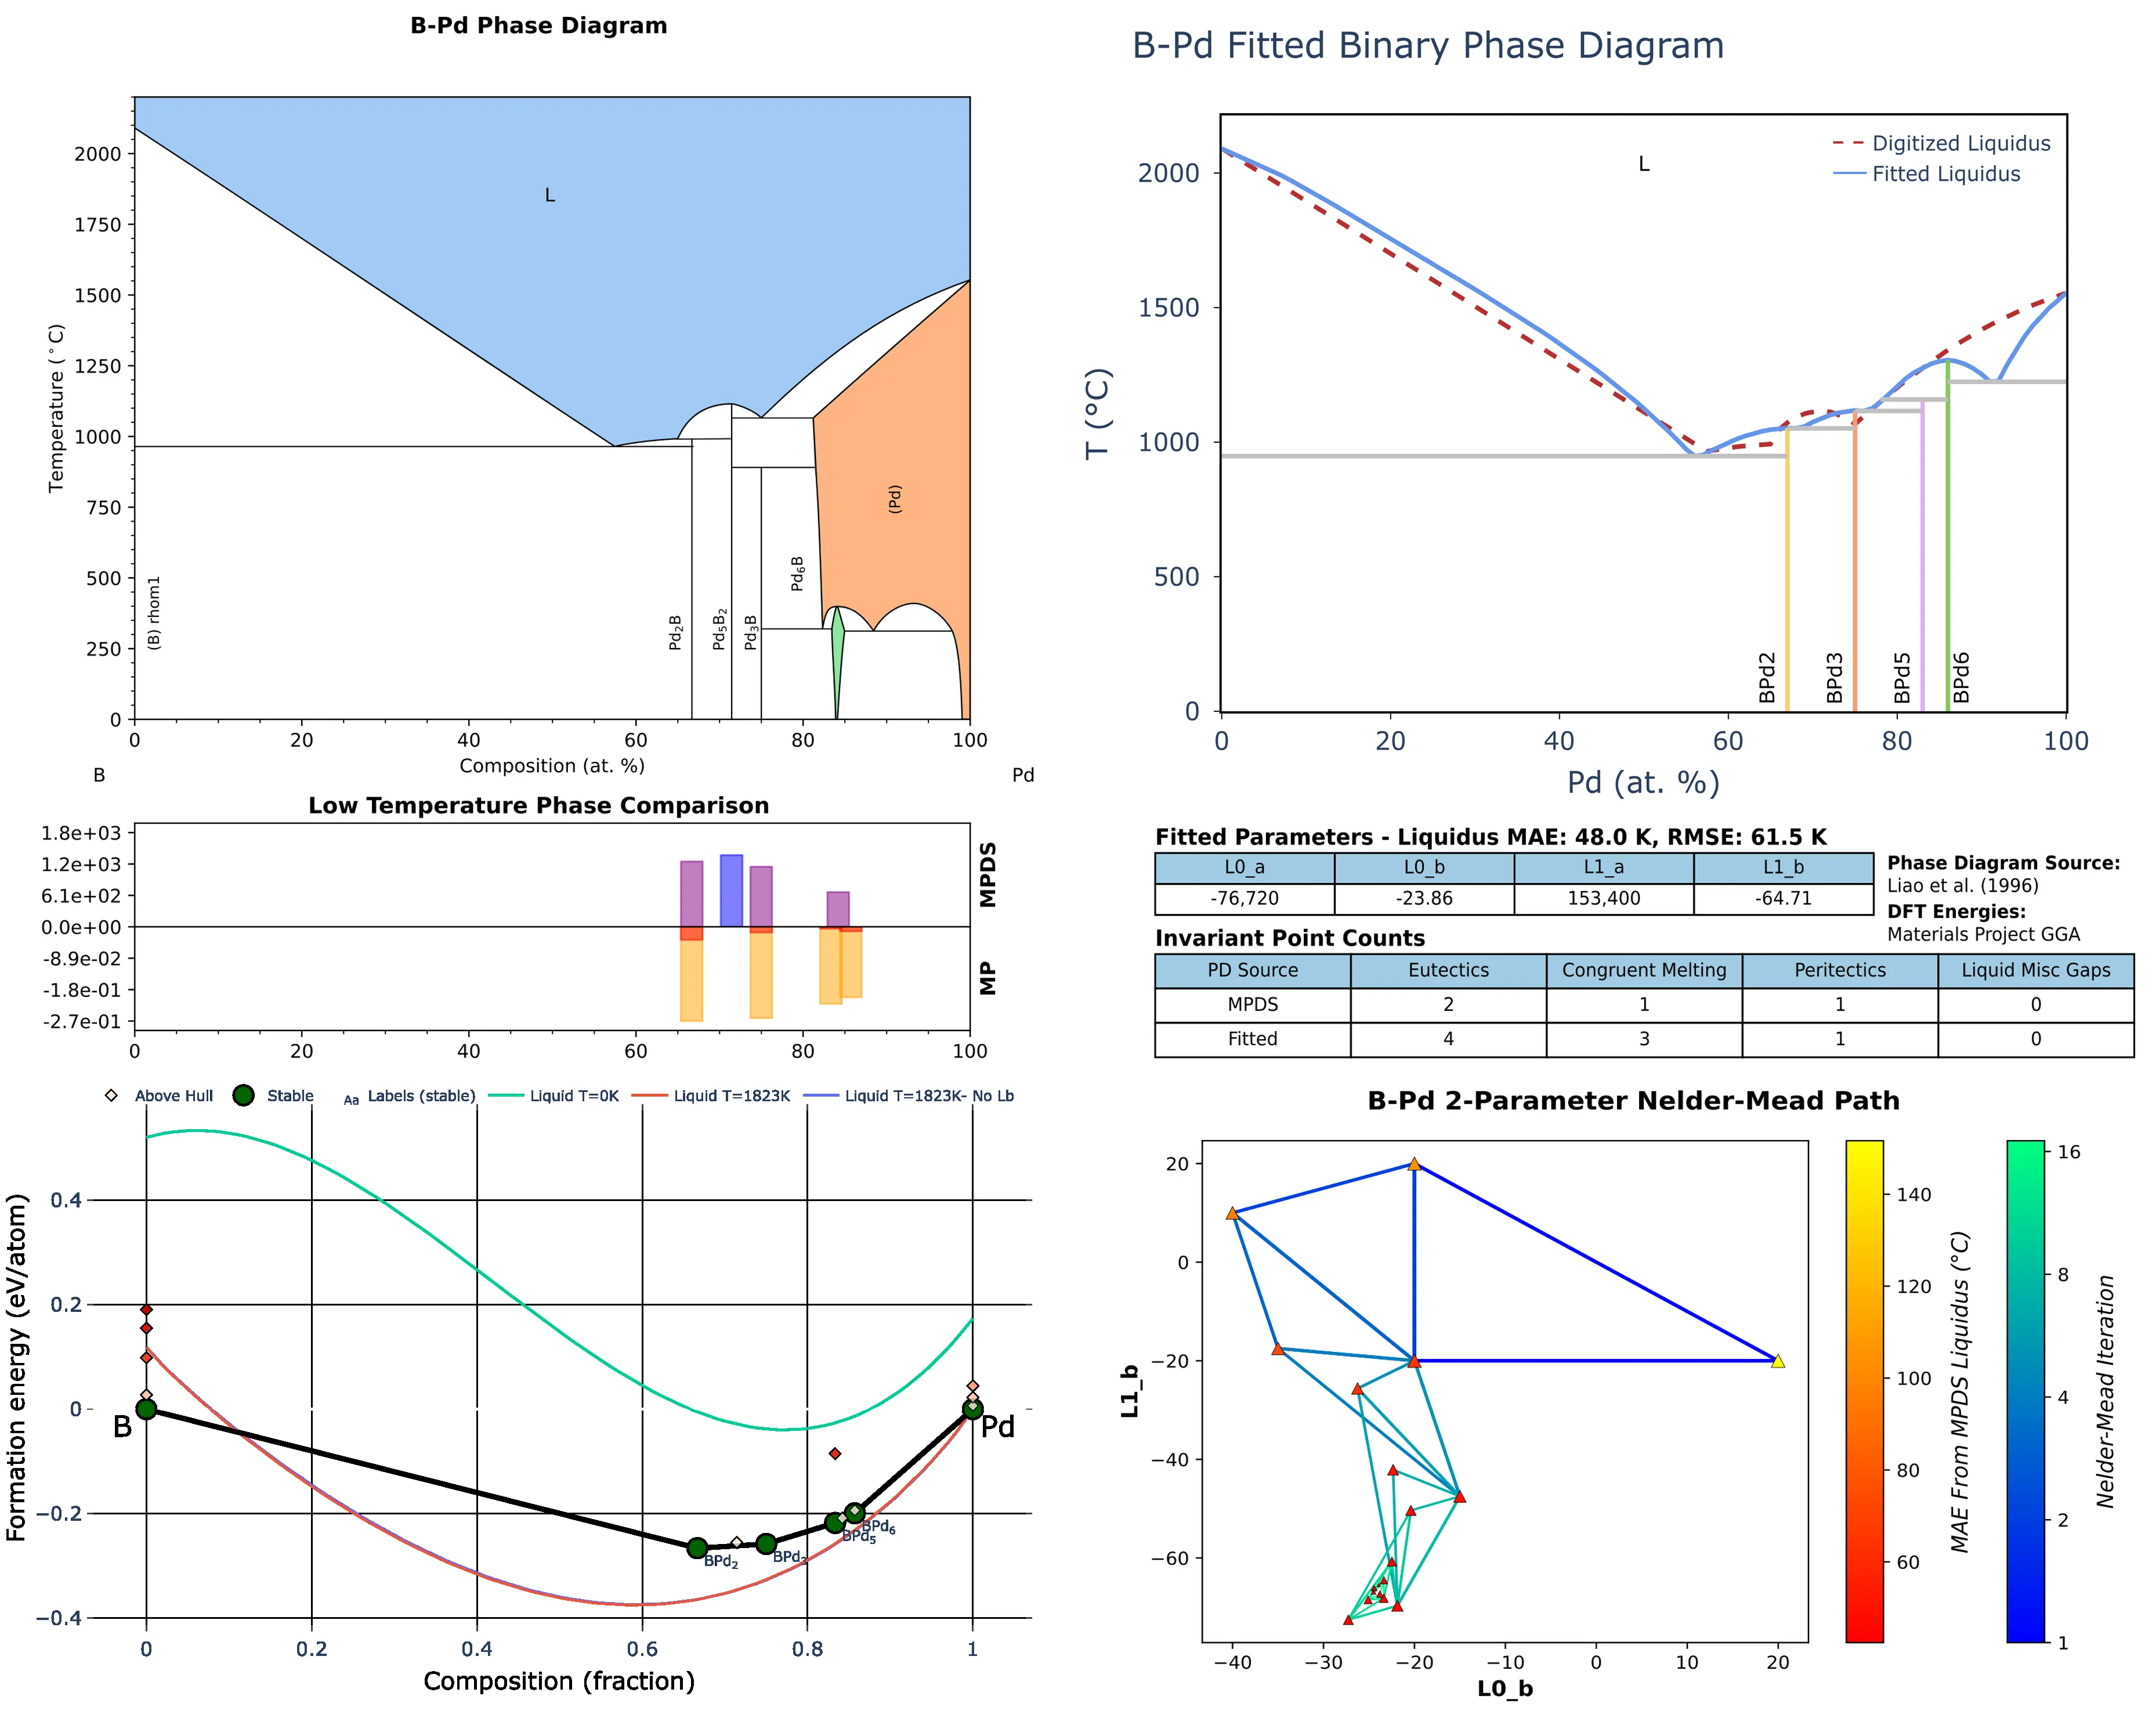 B-Pd Phase Diagram
2000
1750
1500
1250
1000
750
500
250
0
Temperature (°C)
L
(Pd)
Pd6B
(B) rhom1
Pd2B
Pd5B2
Pd3B
0 20 40 60 80 100
Composition (at. %)
B Pd
B-Pd Fitted Binary Phase Diagram
Digitized Liquidus
Fitted Liquidus
L
2000
1500
1000
500
0
T (°C)
BPd2
BPd3
BPd5
BPd6
0 20 40 60 80 100
Pd (at. %)
Low Temperature Phase Comparison
1.8e+03
1.2e+03
6.1e+02
0.0e+00
-8.9e-02
-1.8e-01
-2.7e-01
MPDS
MP
0 20 40 60 80 100
Fitted Parameters - Liquidus MAE: 48.0 K, RMSE: 61.5 K
L0_a L0_b L1_a L1_b
-76,720 -23.86 153,400 -64.71
Phase Diagram Source:
Liao et al. (1996)
DFT Energies:
Materials Project GGA
Invariant Point Counts
PD Source Eutectics Congruent Melting Peritectics Liquid Misc Gaps
MPDS 2 1 1 0
Fitted 4 3 1 0
Above Hull Stable Aa Labels (stable) Liquid T=0K Liquid T=1823K Liquid T=1823K- No Lb
0.4
0.2
0
−0.2
−0.4
Formation energy (eV/atom)
B
Pd
BPd2
BPd3
BPd5
BPd6
0 0.2 0.4 0.6 0.8 1
Composition (fraction)
B-Pd 2-Parameter Nelder-Mead Path
20
0
−20
−40
−60
L1_b
−40 −30 −20 −10 0 10 20
L0_b
140
120
100
80
60
MAE From MPDS Liquidus (°C)
16
8
4
2
1
Nelder-Mead Iteration